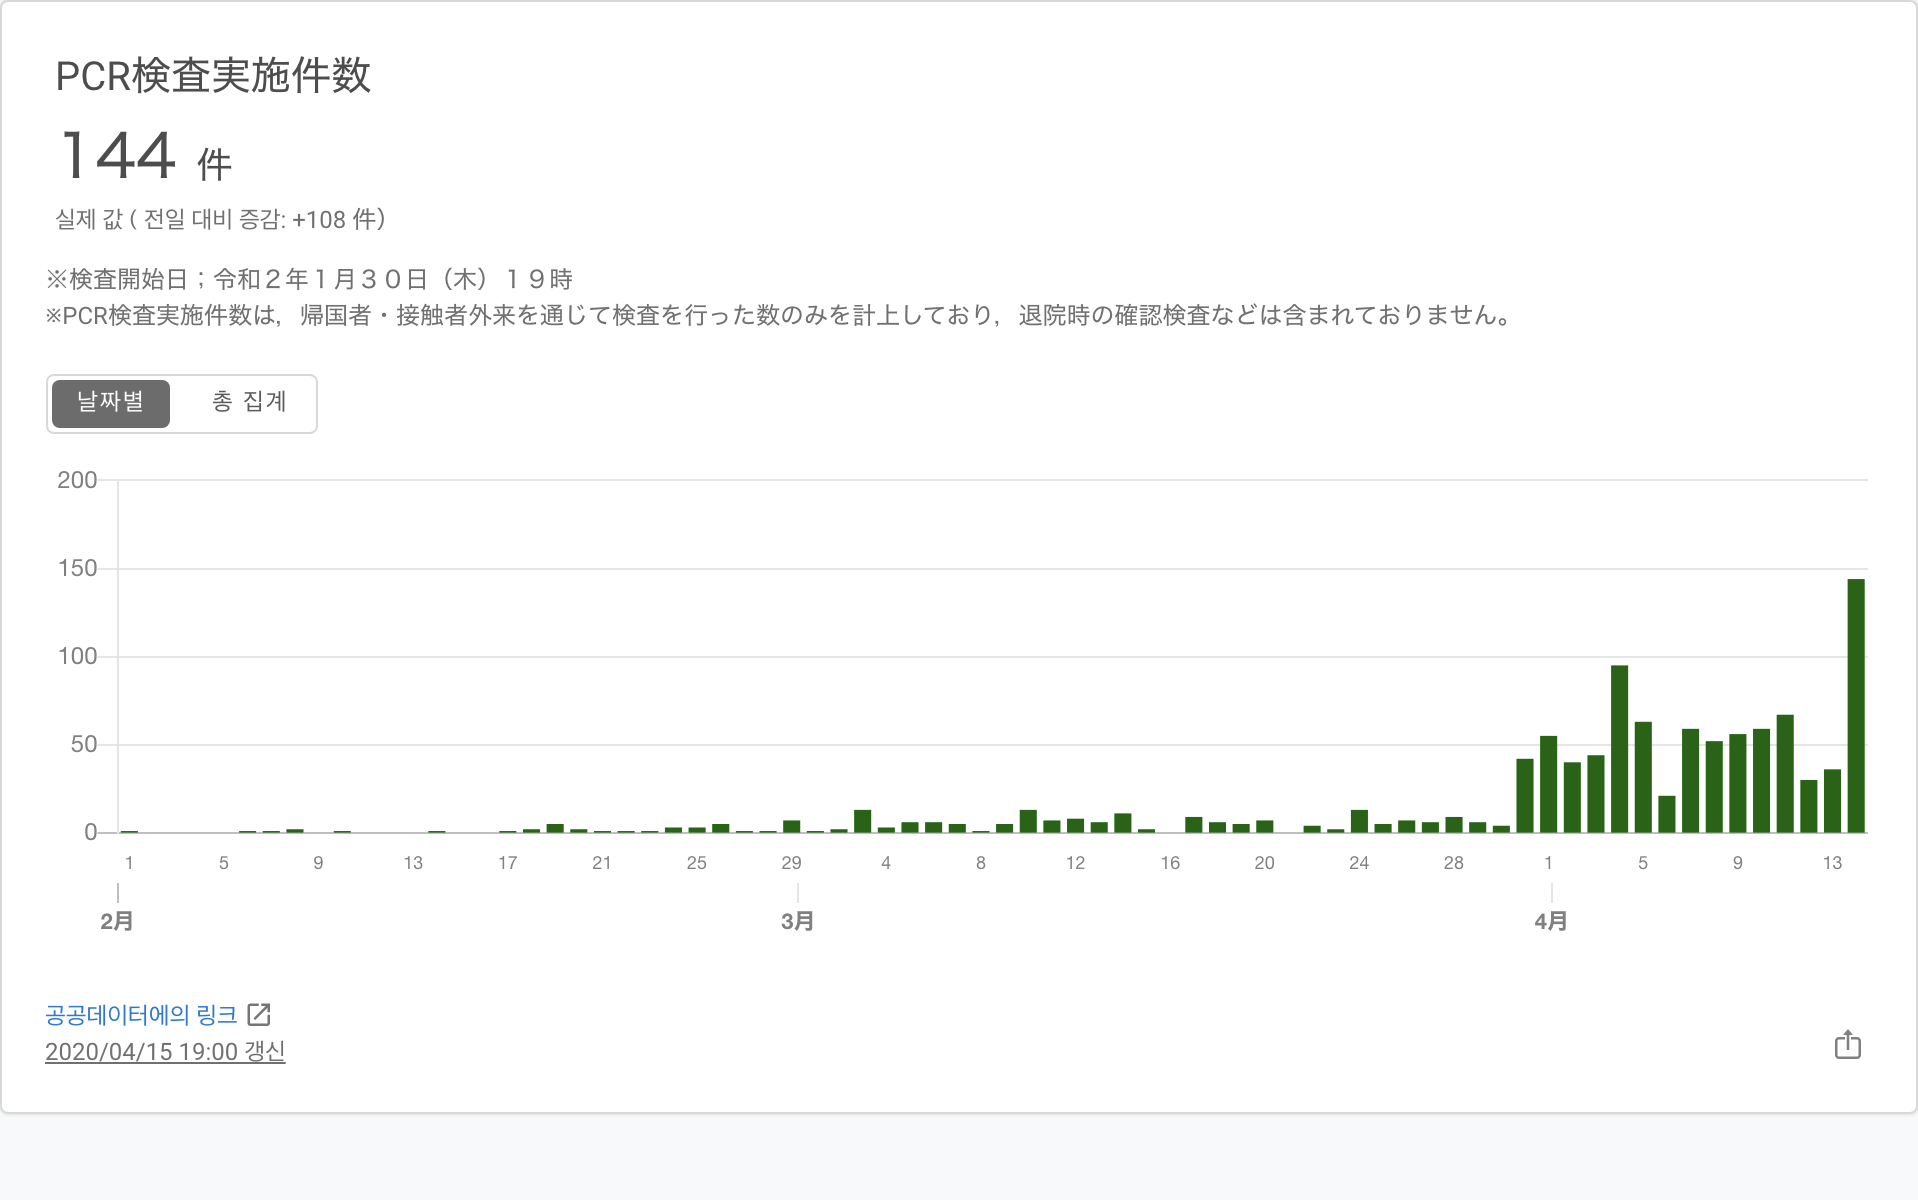 PCR検査実施件数
144 件
실제 값 ( 전일 대비 증감: +108 件)
※検査開始日；令和２年１月３０日（木）１９時
※PCR検査実施件数は，帰国者・接触者外来を通じて検査を行った数のみを計上しており，退院時の確認検査などは含まれておりません。
날짜별 총 집계
200
150
100
50
0
1 5 9 13 17 21 25 29 4 8 12 16 20 24 28 1 5 9 13
2月 3月 4月
공공데이터에의 링크
2020/04/15 19:00 갱신